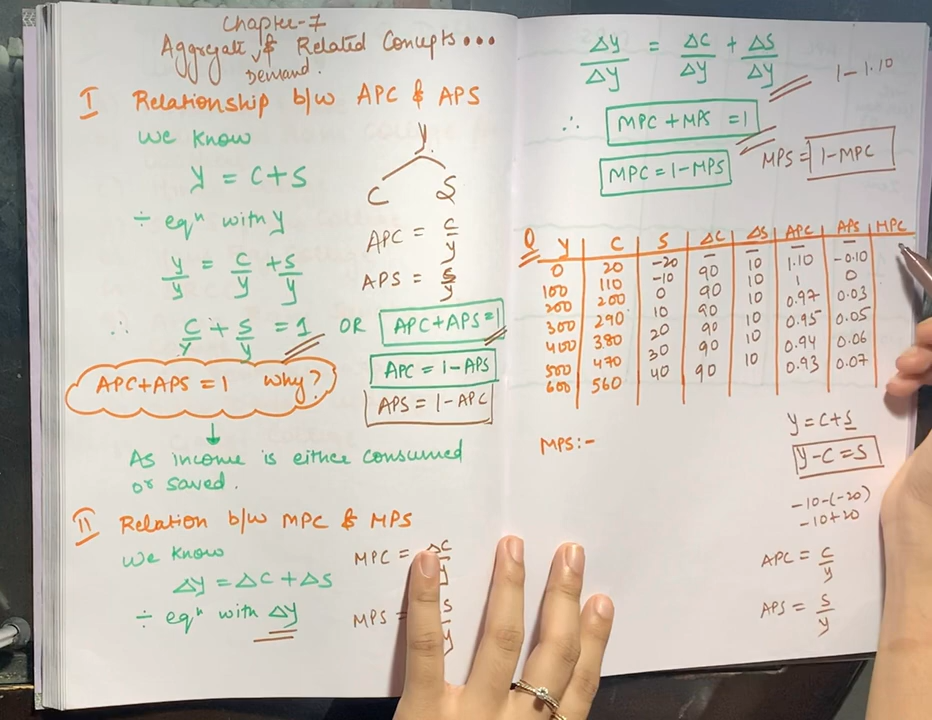 Chapter-7
Aggregate & Related Concepts...
Demand.
I Relationship b/w APC & APS
We Know
Y = C+S
÷ eqⁿ with Y
Y/Y = C/Y + S/Y
∴ C/Y + S/Y = 1 OR APC+APS=1
Y
C S
APC = C/Y
APS = S/Y
APC = 1-APS
APS = 1-APC
APC+APS = 1 why?
As income is either consumed
or saved.
II Relation b/w MPC & MPS
We Know
ΔY = ΔC + ΔS
÷ eqⁿ with ΔY
MPC = ΔC
MPS = S
ΔY/ΔY = ΔC/ΔY + ΔS/ΔY
1-1.10
∴ MPC + MPS = 1
MPC = 1-MPS
MPS = 1-MPC
Q Y C S ΔC ΔS APC APS MPC
0 20 -20 - - - -
100 110 -10 90 10 1.10 -0.10
200 200 0 90 10 1 0
300 290 10 90 10 0.97 0.03
400 380 20 90 10 0.95 0.05
500 470 30 90 10 0.94 0.06
600 560 40 90 10 0.93 0.07
MPS:-
Y = C+S
Y-C = S
-10-(-20)
-10+20
APC = C/Y
APS = S/Y